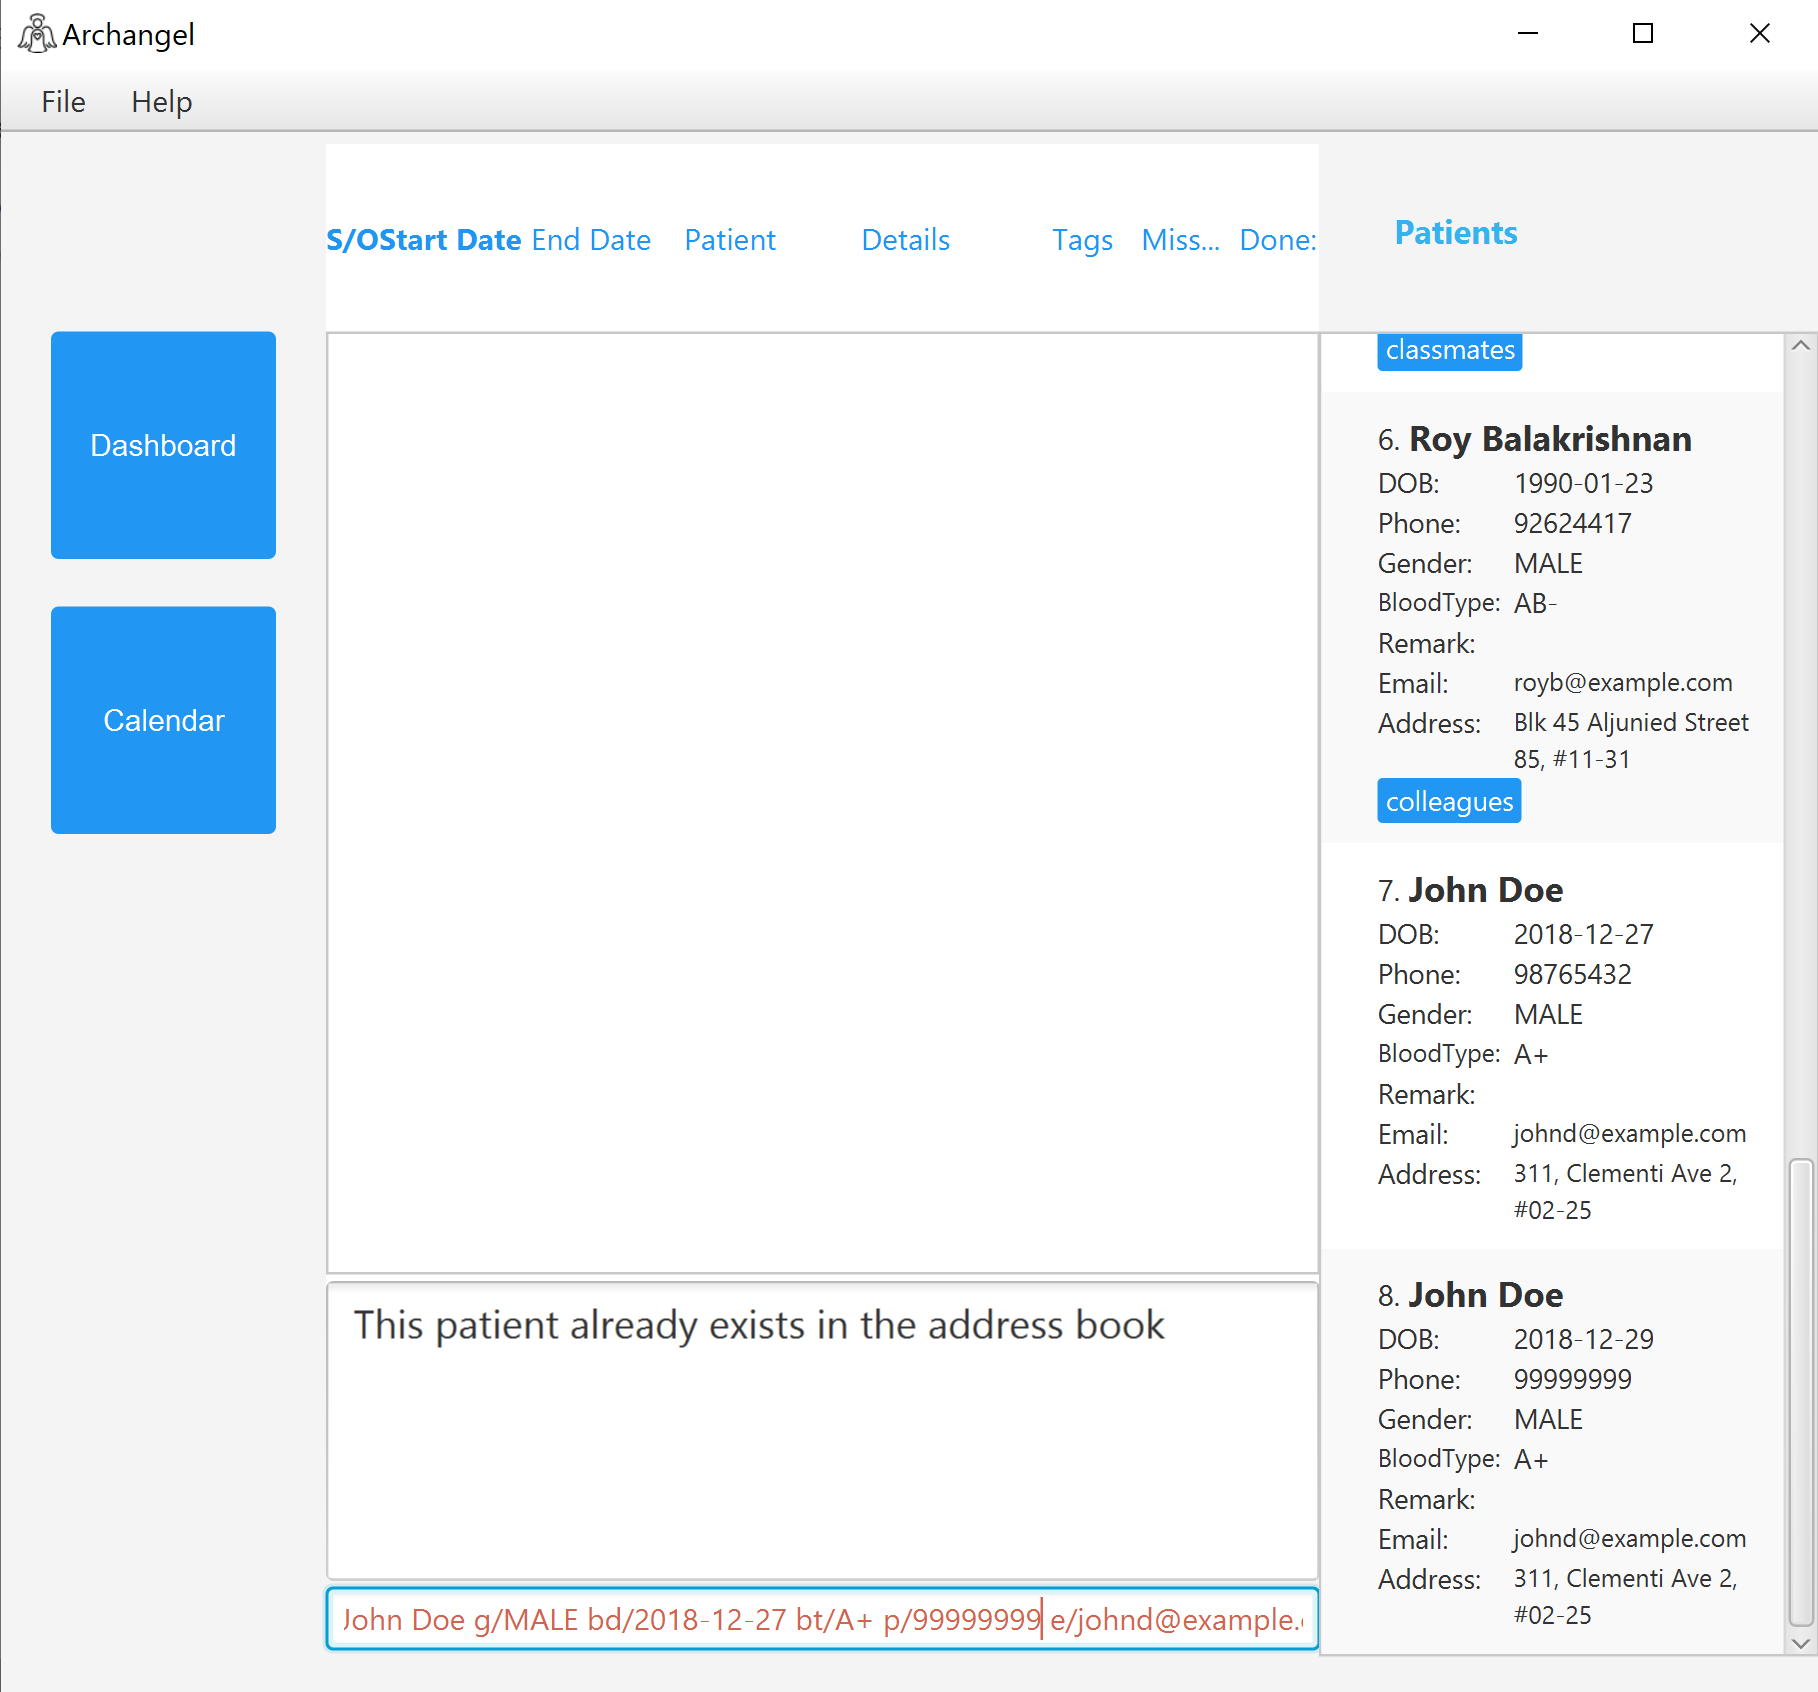 Archangel
File Help
S/OStart Date End Date Patient Details Tags Miss... Done:
Patients
Dashboard
Calendar
classmates
6. Roy Balakrishnan
DOB: 1990-01-23
Phone: 92624417
Gender: MALE
BloodType: AB-
Remark:
Email: royb@example.com
Address: Blk 45 Aljunied Street
85, #11-31
colleagues
7. John Doe
DOB: 2018-12-27
Phone: 98765432
Gender: MALE
BloodType: A+
Remark:
Email: johnd@example.com
Address: 311, Clementi Ave 2,
#02-25
8. John Doe
DOB: 2018-12-29
Phone: 99999999
Gender: MALE
BloodType: A+
Remark:
Email: johnd@example.com
Address: 311, Clementi Ave 2,
#02-25
This patient already exists in the address book
John Doe g/MALE bd/2018-12-27 bt/A+ p/99999999 e/johnd@example.